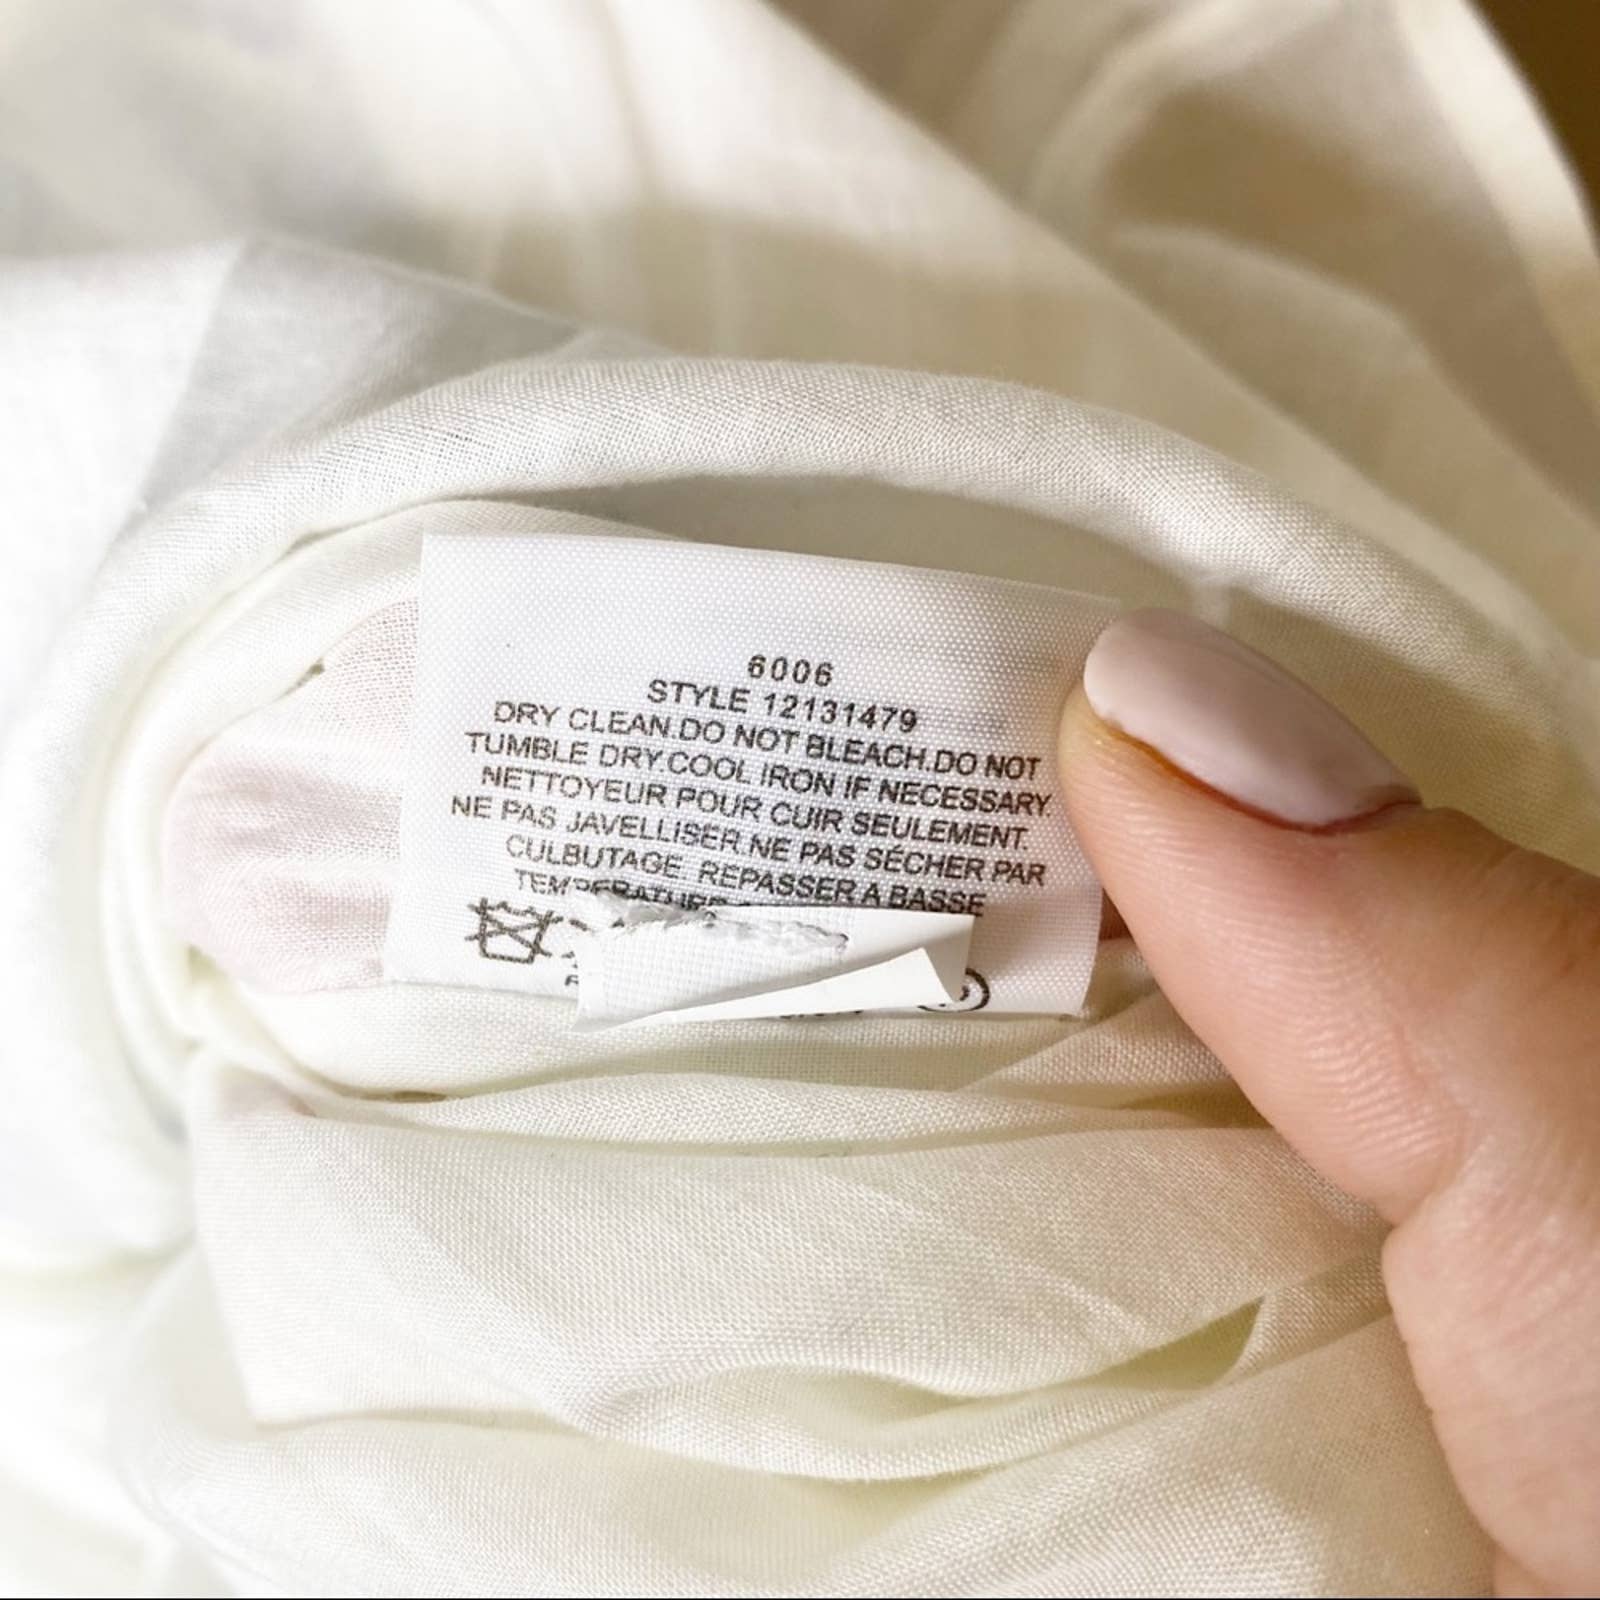 6006
STYLE 12131479
DRY CLEAN.DO NOT BLEACH.DO NOT
TUMBLE DRY.COOL IRON IF NECESSARY.
NETTOYEUR POUR CUIR SEULEMENT.
NE PAS JAVELLISER.NE PAS SÉCHER PAR
CULBUTAGE. REPASSER A BASSE
TEMPERATURE